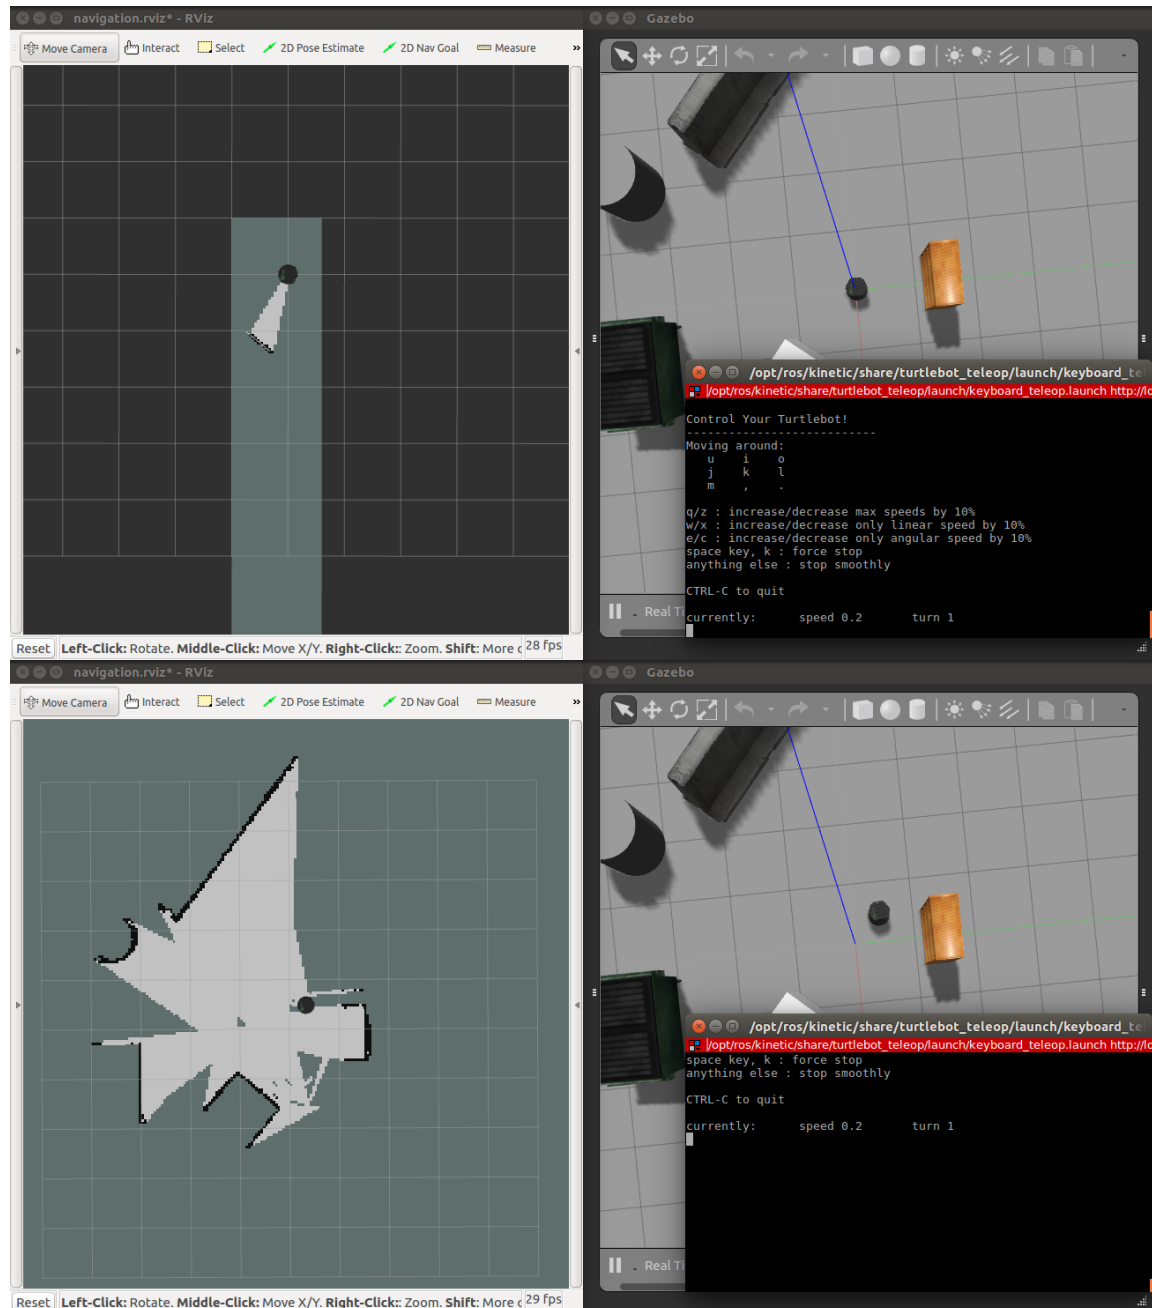 navigation.rviz* - RViz
Move Camera Interact Select 2D Pose Estimate 2D Nav Goal Measure »
Reset Left-Click: Rotate. Middle-Click: Move X/Y. Right-Click:: Zoom. Shift: More 28 fps
Gazebo
Real Ti
/opt/ros/kinetic/share/turtlebot_teleop/launch/keyboard_te
/opt/ros/kinetic/share/turtlebot_teleop/launch/keyboard_teleop.launch http://lo
Control Your Turtlebot!
---------------------------
Moving around:
u i o
j k l
m , .
q/z : increase/decrease max speeds by 10%
w/x : increase/decrease only linear speed by 10%
e/c : increase/decrease only angular speed by 10%
space key, k : force stop
anything else : stop smoothly
CTRL-C to quit
currently: speed 0.2 turn 1
navigation.rviz* - RViz
Move Camera Interact Select 2D Pose Estimate 2D Nav Goal Measure »
Reset Left-Click: Rotate. Middle-Click: Move X/Y. Right-Click:: Zoom. Shift: More 29 fps
Gazebo
Real Ti
/opt/ros/kinetic/share/turtlebot_teleop/launch/keyboard_te
/opt/ros/kinetic/share/turtlebot_teleop/launch/keyboard_teleop.launch http://lo
space key, k : force stop
anything else : stop smoothly
CTRL-C to quit
currently: speed 0.2 turn 1